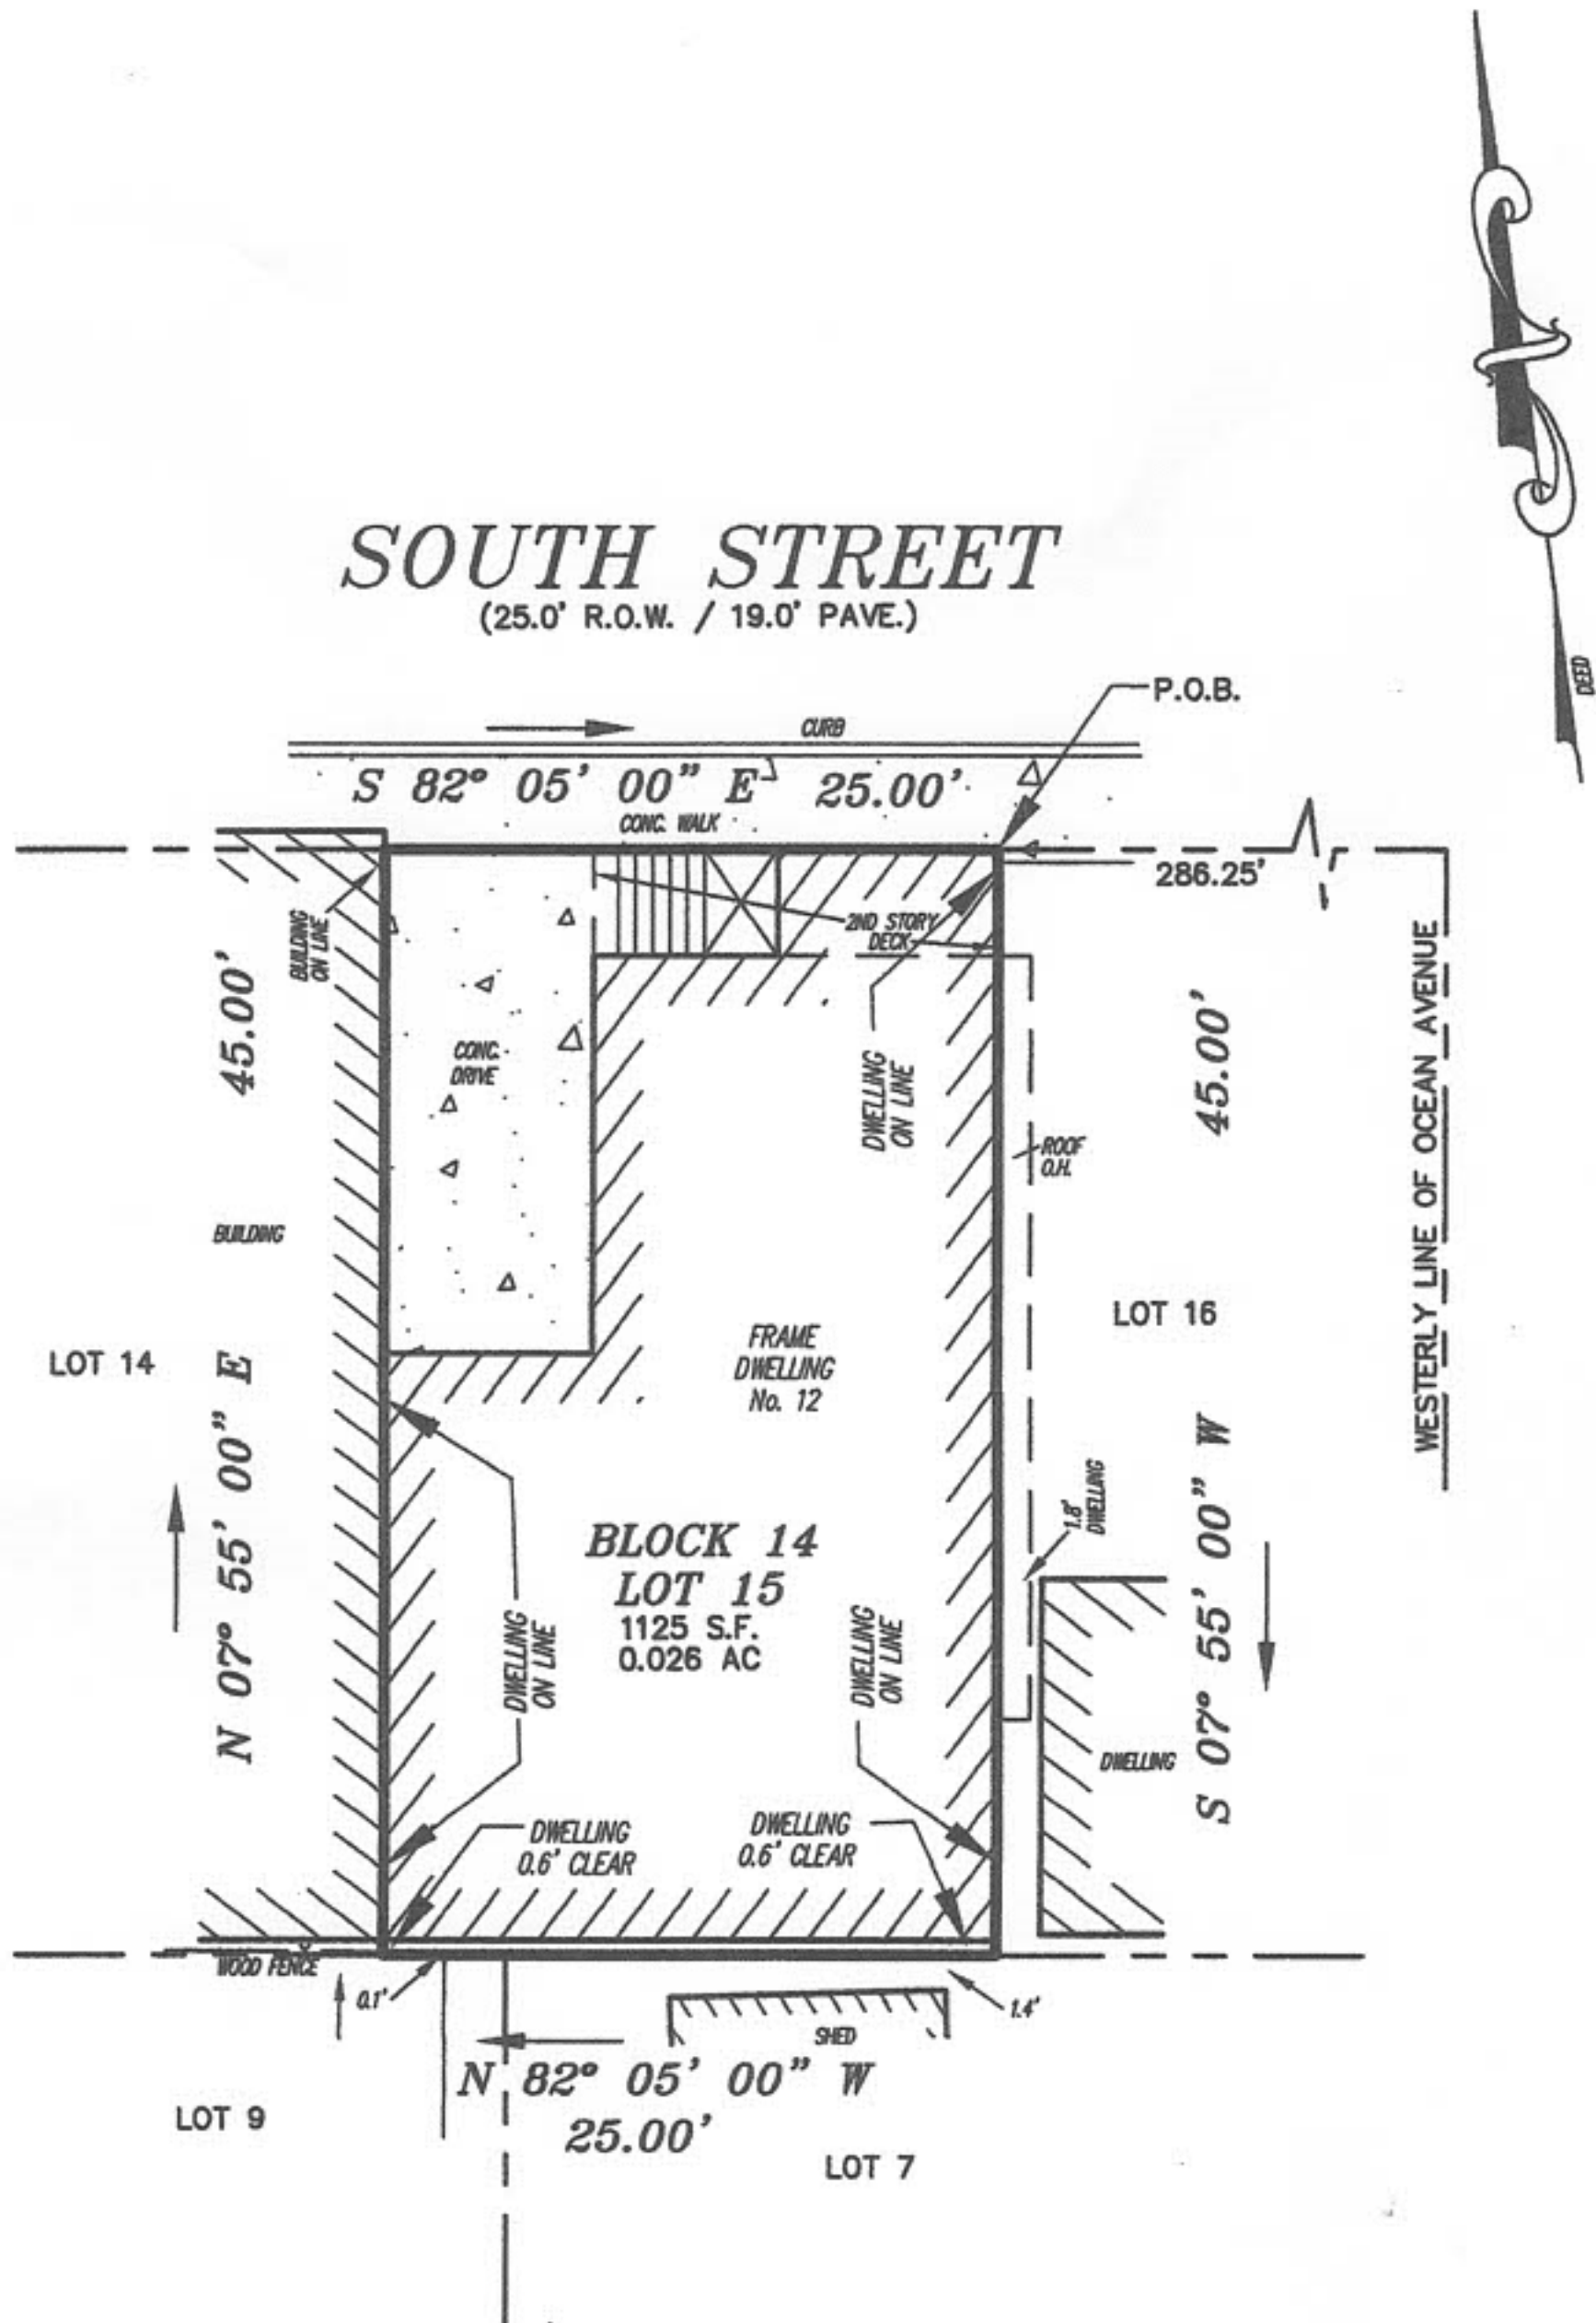 SOUTH STREET
(25.0' R.O.W. / 19.0' PAVE.)
DEED
P.O.B.
CURB
S 82° 05' 00" E 25.00'
CONC. WALK
286.25'
BUILDING
ON LINE
2ND STORY
DECK
45.00'
45.00'
WESTERLY LINE OF OCEAN AVENUE
CONC.
DRIVE
DWELLING
ON LINE
ROOF
O.H.
BUILDING
LOT 16
LOT 14
FRAME
DWELLING
No. 12
N 07° 55' 00" E
S 07° 55' 00" W
1.8'
DWELLING
BLOCK 14
LOT 15
1125 S.F.
0.026 AC
DWELLING
ON LINE
DWELLING
ON LINE
DWELLING
DWELLING
0.6' CLEAR
DWELLING
0.6' CLEAR
WOOD FENCE
0.1'
1.4'
SHED
N 82° 05' 00" W
25.00'
LOT 9
LOT 7